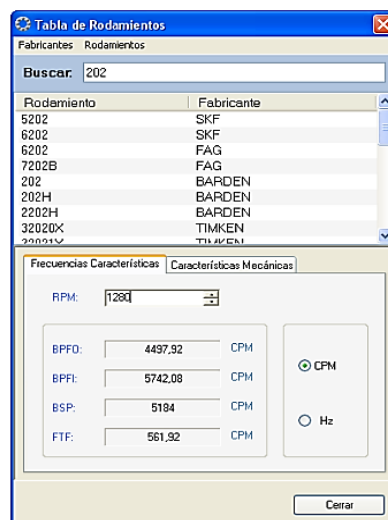 Tabla de Rodamientos
Fabricantes Rodamientos
Buscar: 202
Rodamiento Fabricante
5202 SKF
6202 SKF
6202 FAG
7202B FAG
202 BARDEN
202H BARDEN
2202H BARDEN
32020X TIMKEN
32021X TIMKEN
Frecuencias Características Características Mecánicas
RPM: 1280
BPFO: 4497,92 CPM
BPFI: 5742,08 CPM
BSP: 5184 CPM
FTF: 561,92 CPM
CPM
Hz
Cerrar